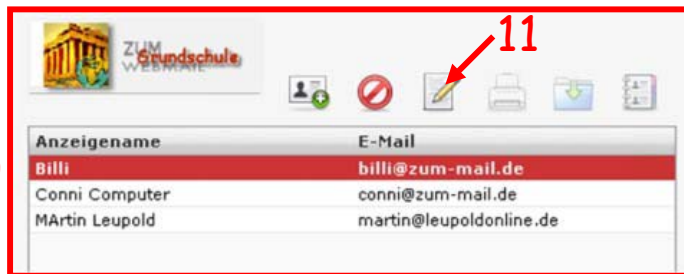 11
ZUM
Grundschule
WEBMAIL
Anzeigename E-Mail
Billi billi@zum-mail.de
Conni Computer conni@zum-mail.de
MArtin Leupold martin@leupoldonline.de